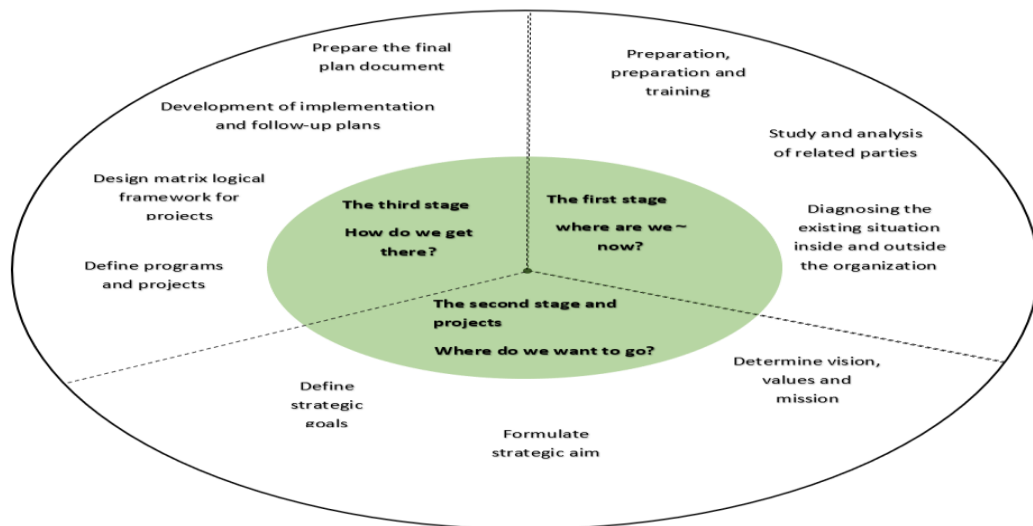 Prepare the final
plan document
Development of implementation
and follow-up plans
Design matrix logical
framework for
projects
Define programs
and projects
Preparation,
preparation and
training
Study and analysis
of related parties
Diagnosing the
existing situation
inside and outside
the organization
The third stage
How do we get
there?
The first stage
where are we ~
now?
The second stage and
projects
Where do we want to go?
Determine vision,
values and
mission
Define
strategic
goals
Formulate
strategic aim